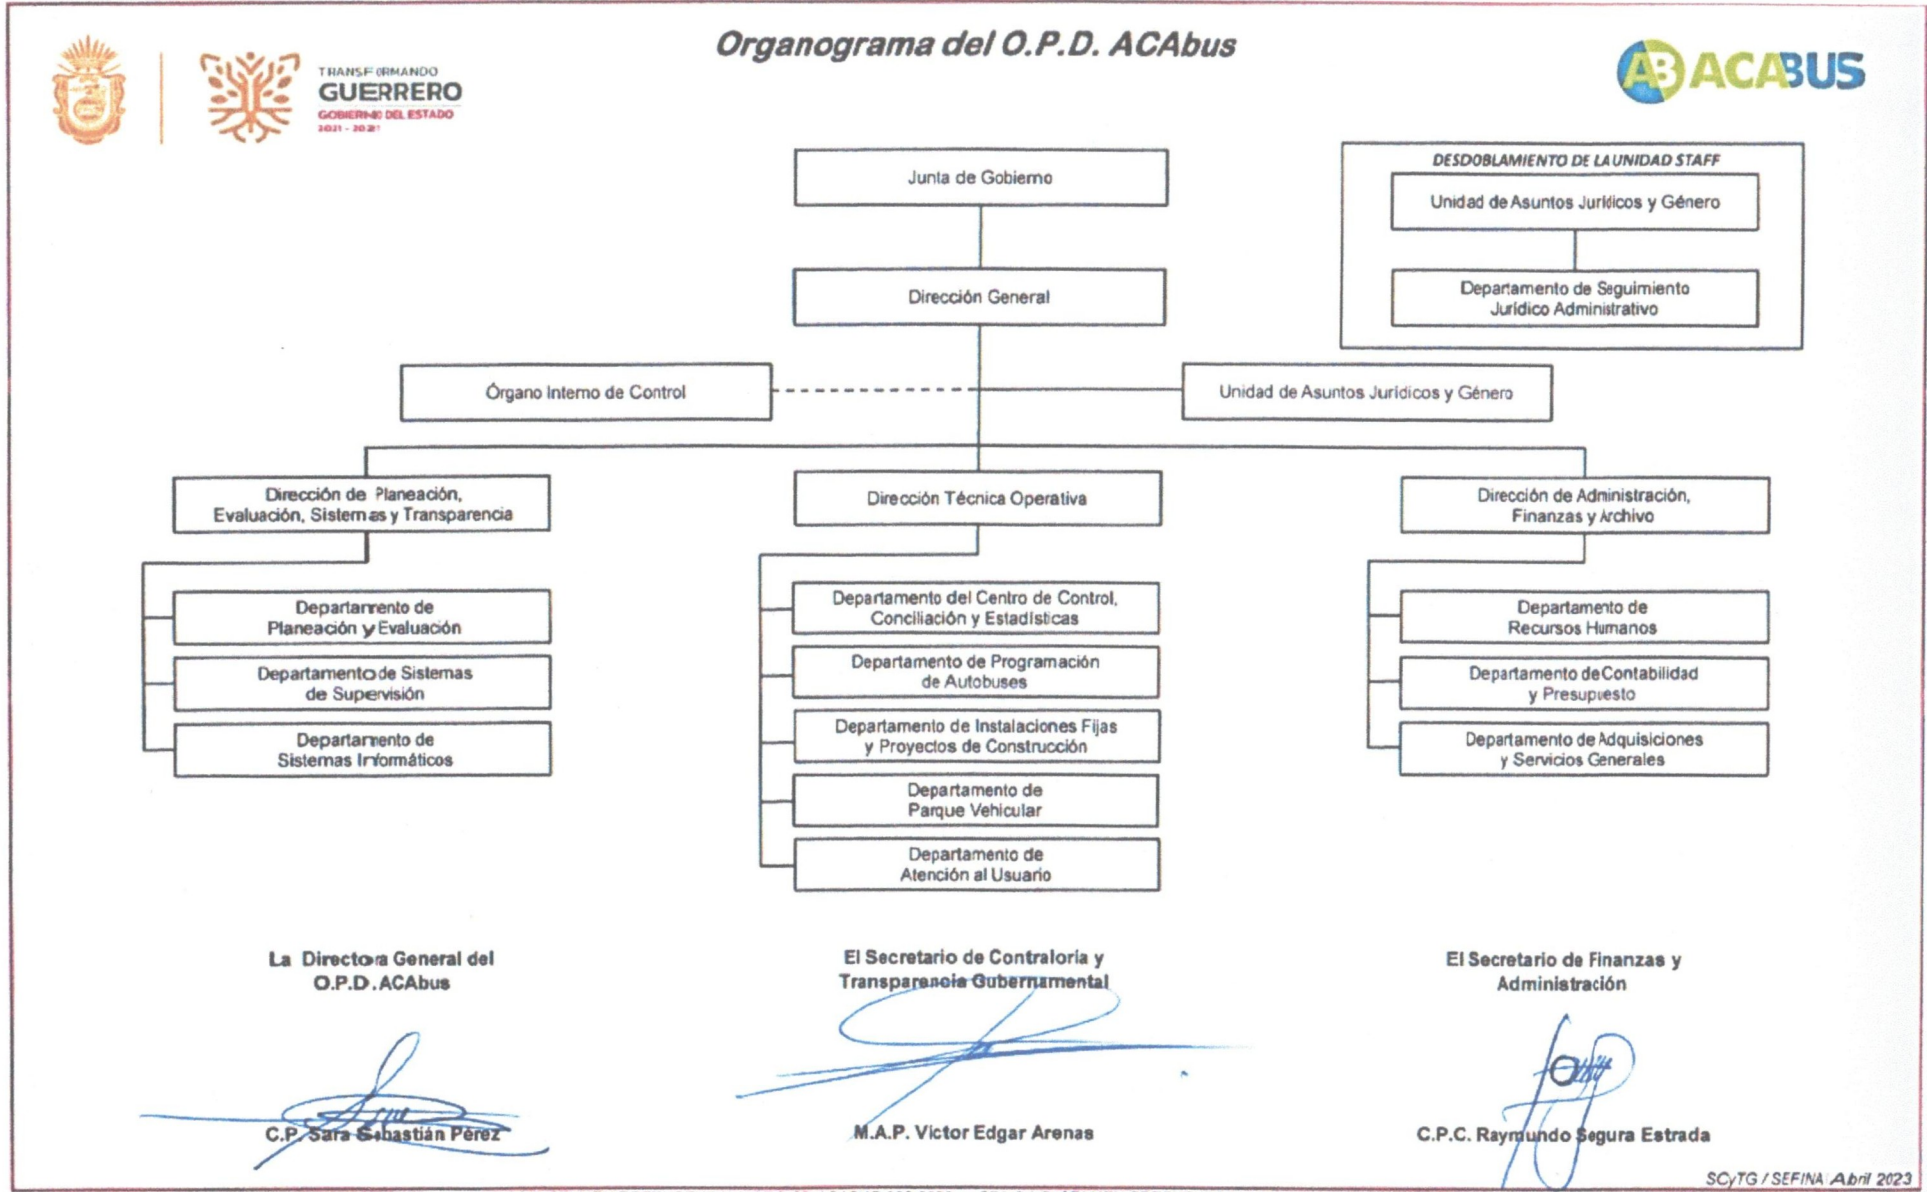 Organograma del O.P.D. ACAbus
TRANSFORMANDO
GUERRERO
GOBIERNO DEL ESTADO
2021 - 2021
AB ACABUS
Junta de Gobierno
Dirección General
DESDOBLAMIENTO DE LA UNIDAD STAFF
Unidad de Asuntos Jurídicos y Género
Departamento de Seguimiento
Jurídico Administrativo
Órgano Interno de Control
Unidad de Asuntos Jurídicos y Género
Dirección de Planeación,
Evaluación, Sistemas y Transparencia
Departamento de
Planeación y Evaluación
Departamento de Sistemas
de Supervisión
Departamento de
Sistemas Informáticos
Dirección Técnica Operativa
Departamento del Centro de Control,
Conciliación y Estadísticas
Departamento de Programación
de Autobuses
Departamento de Instalaciones Fijas
y Proyectos de Construcción
Departamento de
Parque Vehicular
Departamento de
Atención al Usuario
Dirección de Administración,
Finanzas y Archivo
Departamento de
Recursos Humanos
Departamento de Contabilidad
y Presupuesto
Departamento de Adquisiciones
y Servicios Generales
La Directora General del
O.P.D. ACAbus
C.P. Sara Sebastián Pérez
El Secretario de Contraloría y
Transparencia Gubernamental
M.A.P. Victor Edgar Arenas
El Secretario de Finanzas y
Administración
C.P.C. Raymundo Segura Estrada
SCyTG / SEFINA Abril 2023